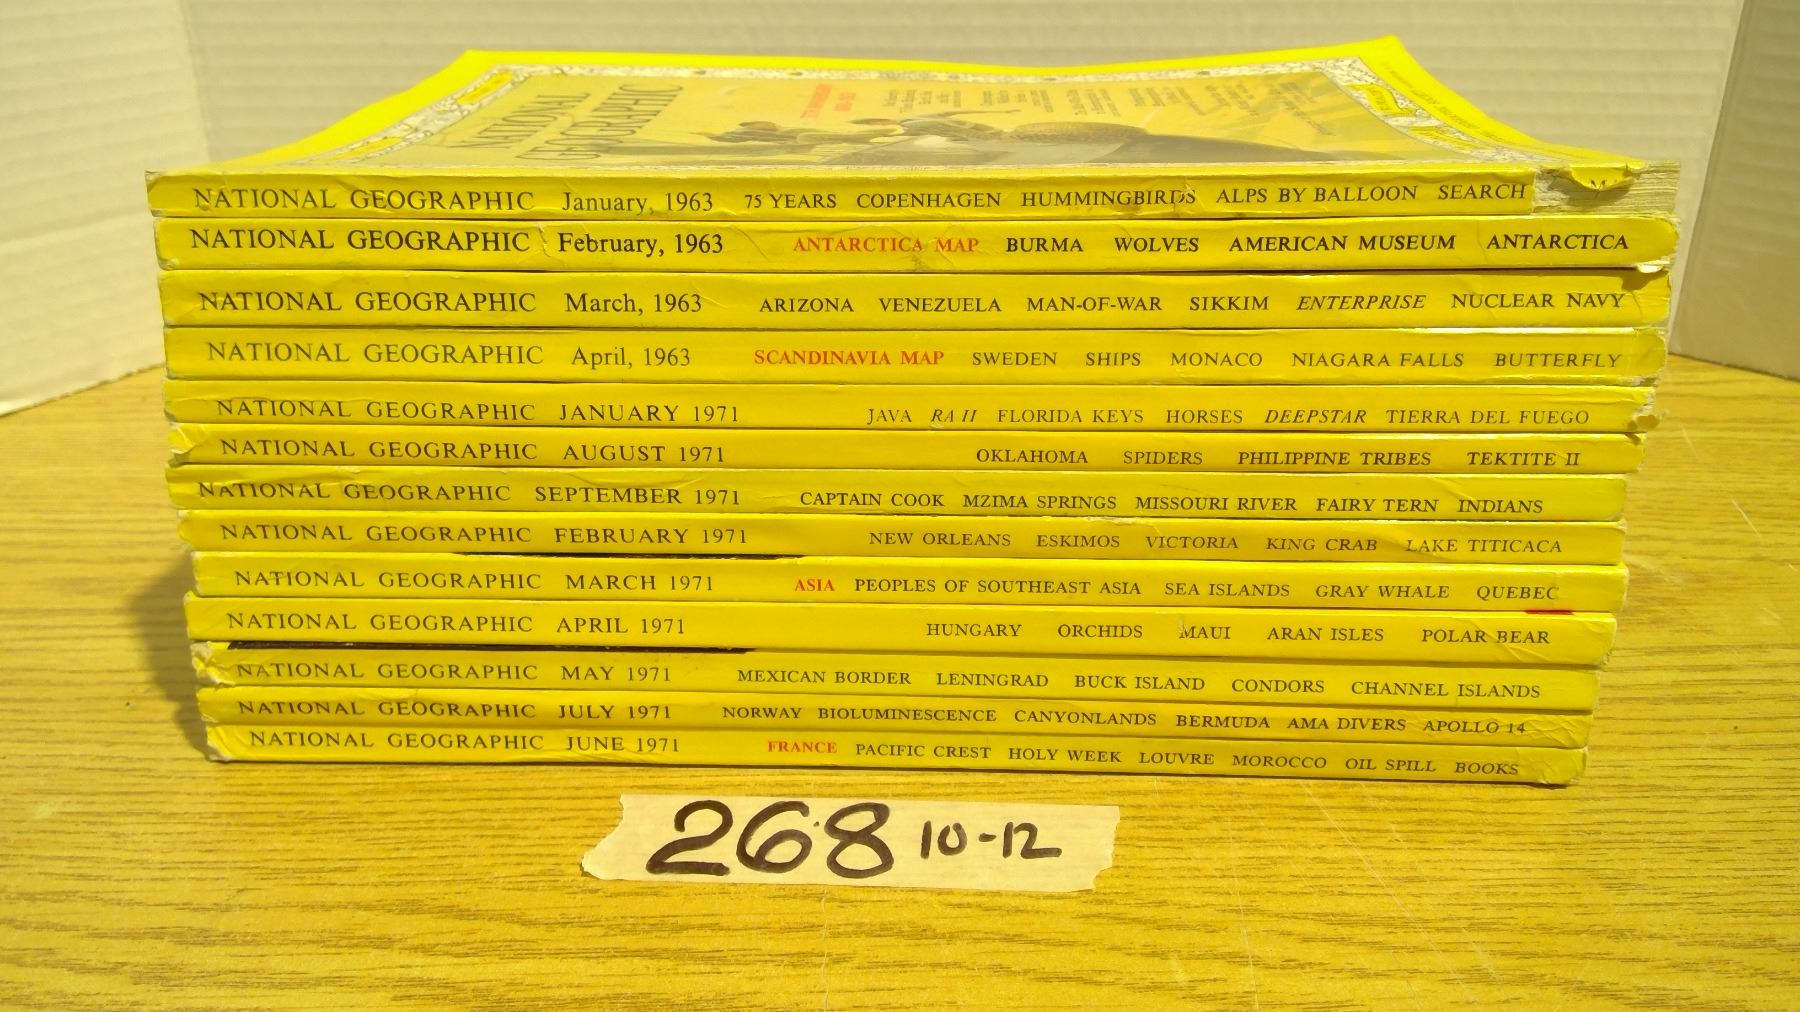 NATIONAL GEOGRAPHIC
NATIONAL GEOGRAPHIC January, 1963 75 YEARS COPENHAGEN HUMMINGBIRDS ALPS BY BALLOON SEARCH
NATIONAL GEOGRAPHIC February, 1963 ANTARCTICA MAP BURMA WOLVES AMERICAN MUSEUM ANTARCTICA
NATIONAL GEOGRAPHIC March, 1963 ARIZONA VENEZUELA MAN-OF-WAR SIKKIM ENTERPRISE NUCLEAR NAVY
NATIONAL GEOGRAPHIC April, 1963 SCANDINAVIA MAP SWEDEN SHIPS MONACO NIAGARA FALLS BUTTERFLY
NATIONAL GEOGRAPHIC JANUARY 1971 JAVA RA II FLORIDA KEYS HORSES DEEPSTAR TIERRA DEL FUEGO
NATIONAL GEOGRAPHIC AUGUST 1971 OKLAHOMA SPIDERS PHILIPPINE TRIBES TEKTITE II
NATIONAL GEOGRAPHIC SEPTEMBER 1971 CAPTAIN COOK MZIMA SPRINGS MISSOURI RIVER FAIRY TERN INDIANS
NATIONAL GEOGRAPHIC FEBRUARY 1971 NEW ORLEANS ESKIMOS VICTORIA KING CRAB LAKE TITICACA
NATIONAL GEOGRAPHIC MARCH 1971 ASIA PEOPLES OF SOUTHEAST ASIA SEA ISLANDS GRAY WHALE QUEBEC
NATIONAL GEOGRAPHIC APRIL 1971 HUNGARY ORCHIDS MAUI ARAN ISLES POLAR BEAR
NATIONAL GEOGRAPHIC MAY 1971 MEXICAN BORDER LENINGRAD BUCK ISLAND CONDORS CHANNEL ISLANDS
NATIONAL GEOGRAPHIC JULY 1971 NORWAY BIOLUMINESCENCE CANYONLANDS BERMUDA AMA DIVERS APOLLO 14
NATIONAL GEOGRAPHIC JUNE 1971 FRANCE PACIFIC CREST HOLY WEEK LOUVRE MOROCCO OIL SPILL BOOKS
268 10-12